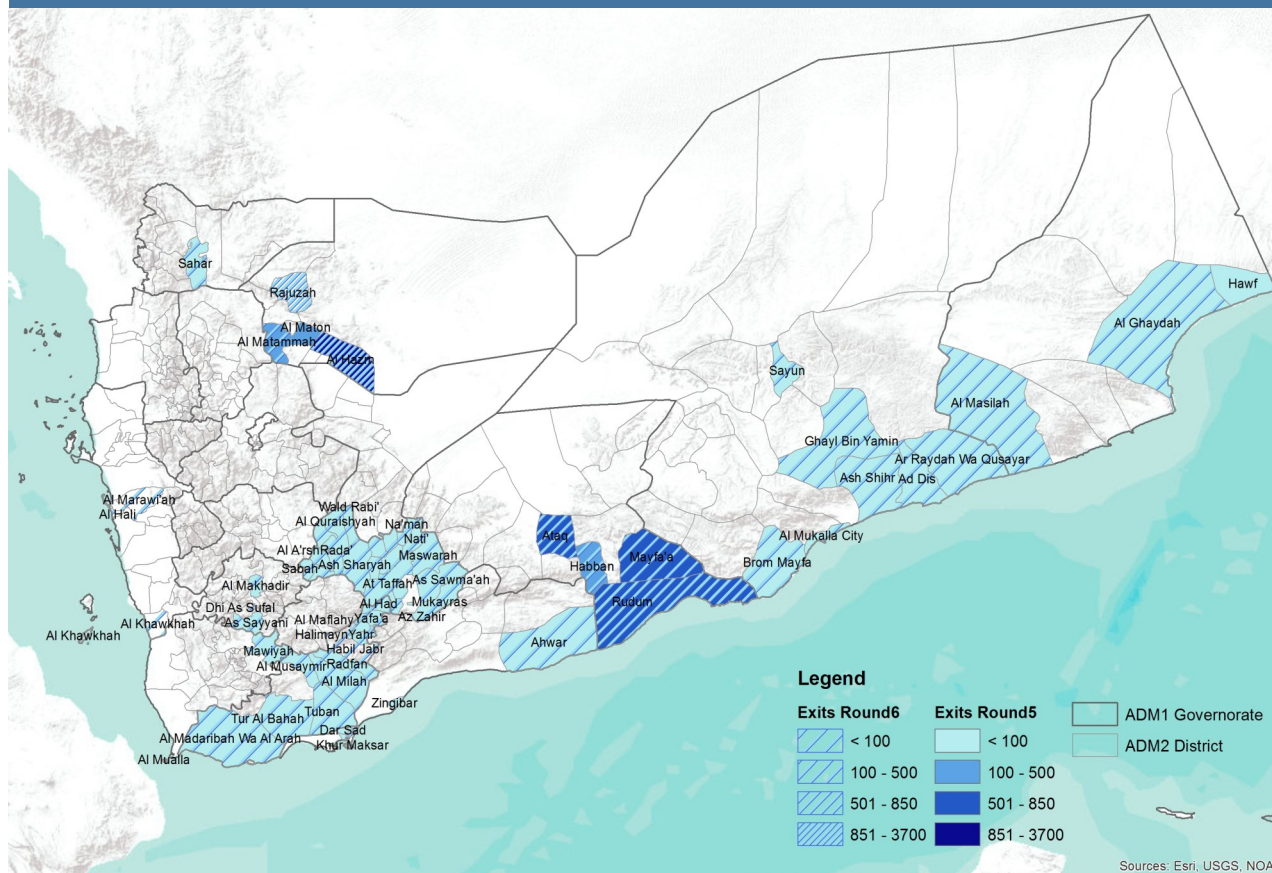 Sahar
Rajuzah
Al Maton
Al Matammah
Al Hazm
Hawf
Al Ghaydah
Sayun
Al Masilah
Ghayl Bin Yamin
Ar Raydah Wa Qusayar
Ash Shihr Ad Dis
Al Mukalla City
Brom Mayfa
Al Marawi'ah
Al Hali
Wald Rabi'
Al Quraishyah
Na'man
Nati'
Al A'rsh Rada'
Maswarah
Sabah
Ash Sharyah
Ataq
Habban
Mayfa'a
Rudum
Ahwar
Al Makhadir
At Taffah
As Sawma'ah
Dhi As Sufal
As Sayyani
Al Had
Mukayras
Al Maflahy Yafa'a
Az Zahir
Al Khawkhah
Al Khawkhah
Halimayn Yahr
Mawiyah
Habil Jabr
Al Musaymir
Radfan
Al Milah
Zingibar
Tur Al Bahah
Tuban
Al Madaribah Wa Al Arah
Dar Sad
Khur Maksar
Al Mualla
Legend
Exits Round6 Exits Round5
< 100 < 100
100 - 500 100 - 500
501 - 850 501 - 850
851 - 3700 851 - 3700
ADM1 Governorate
ADM2 District
Sources: Esri, USGS, NOA